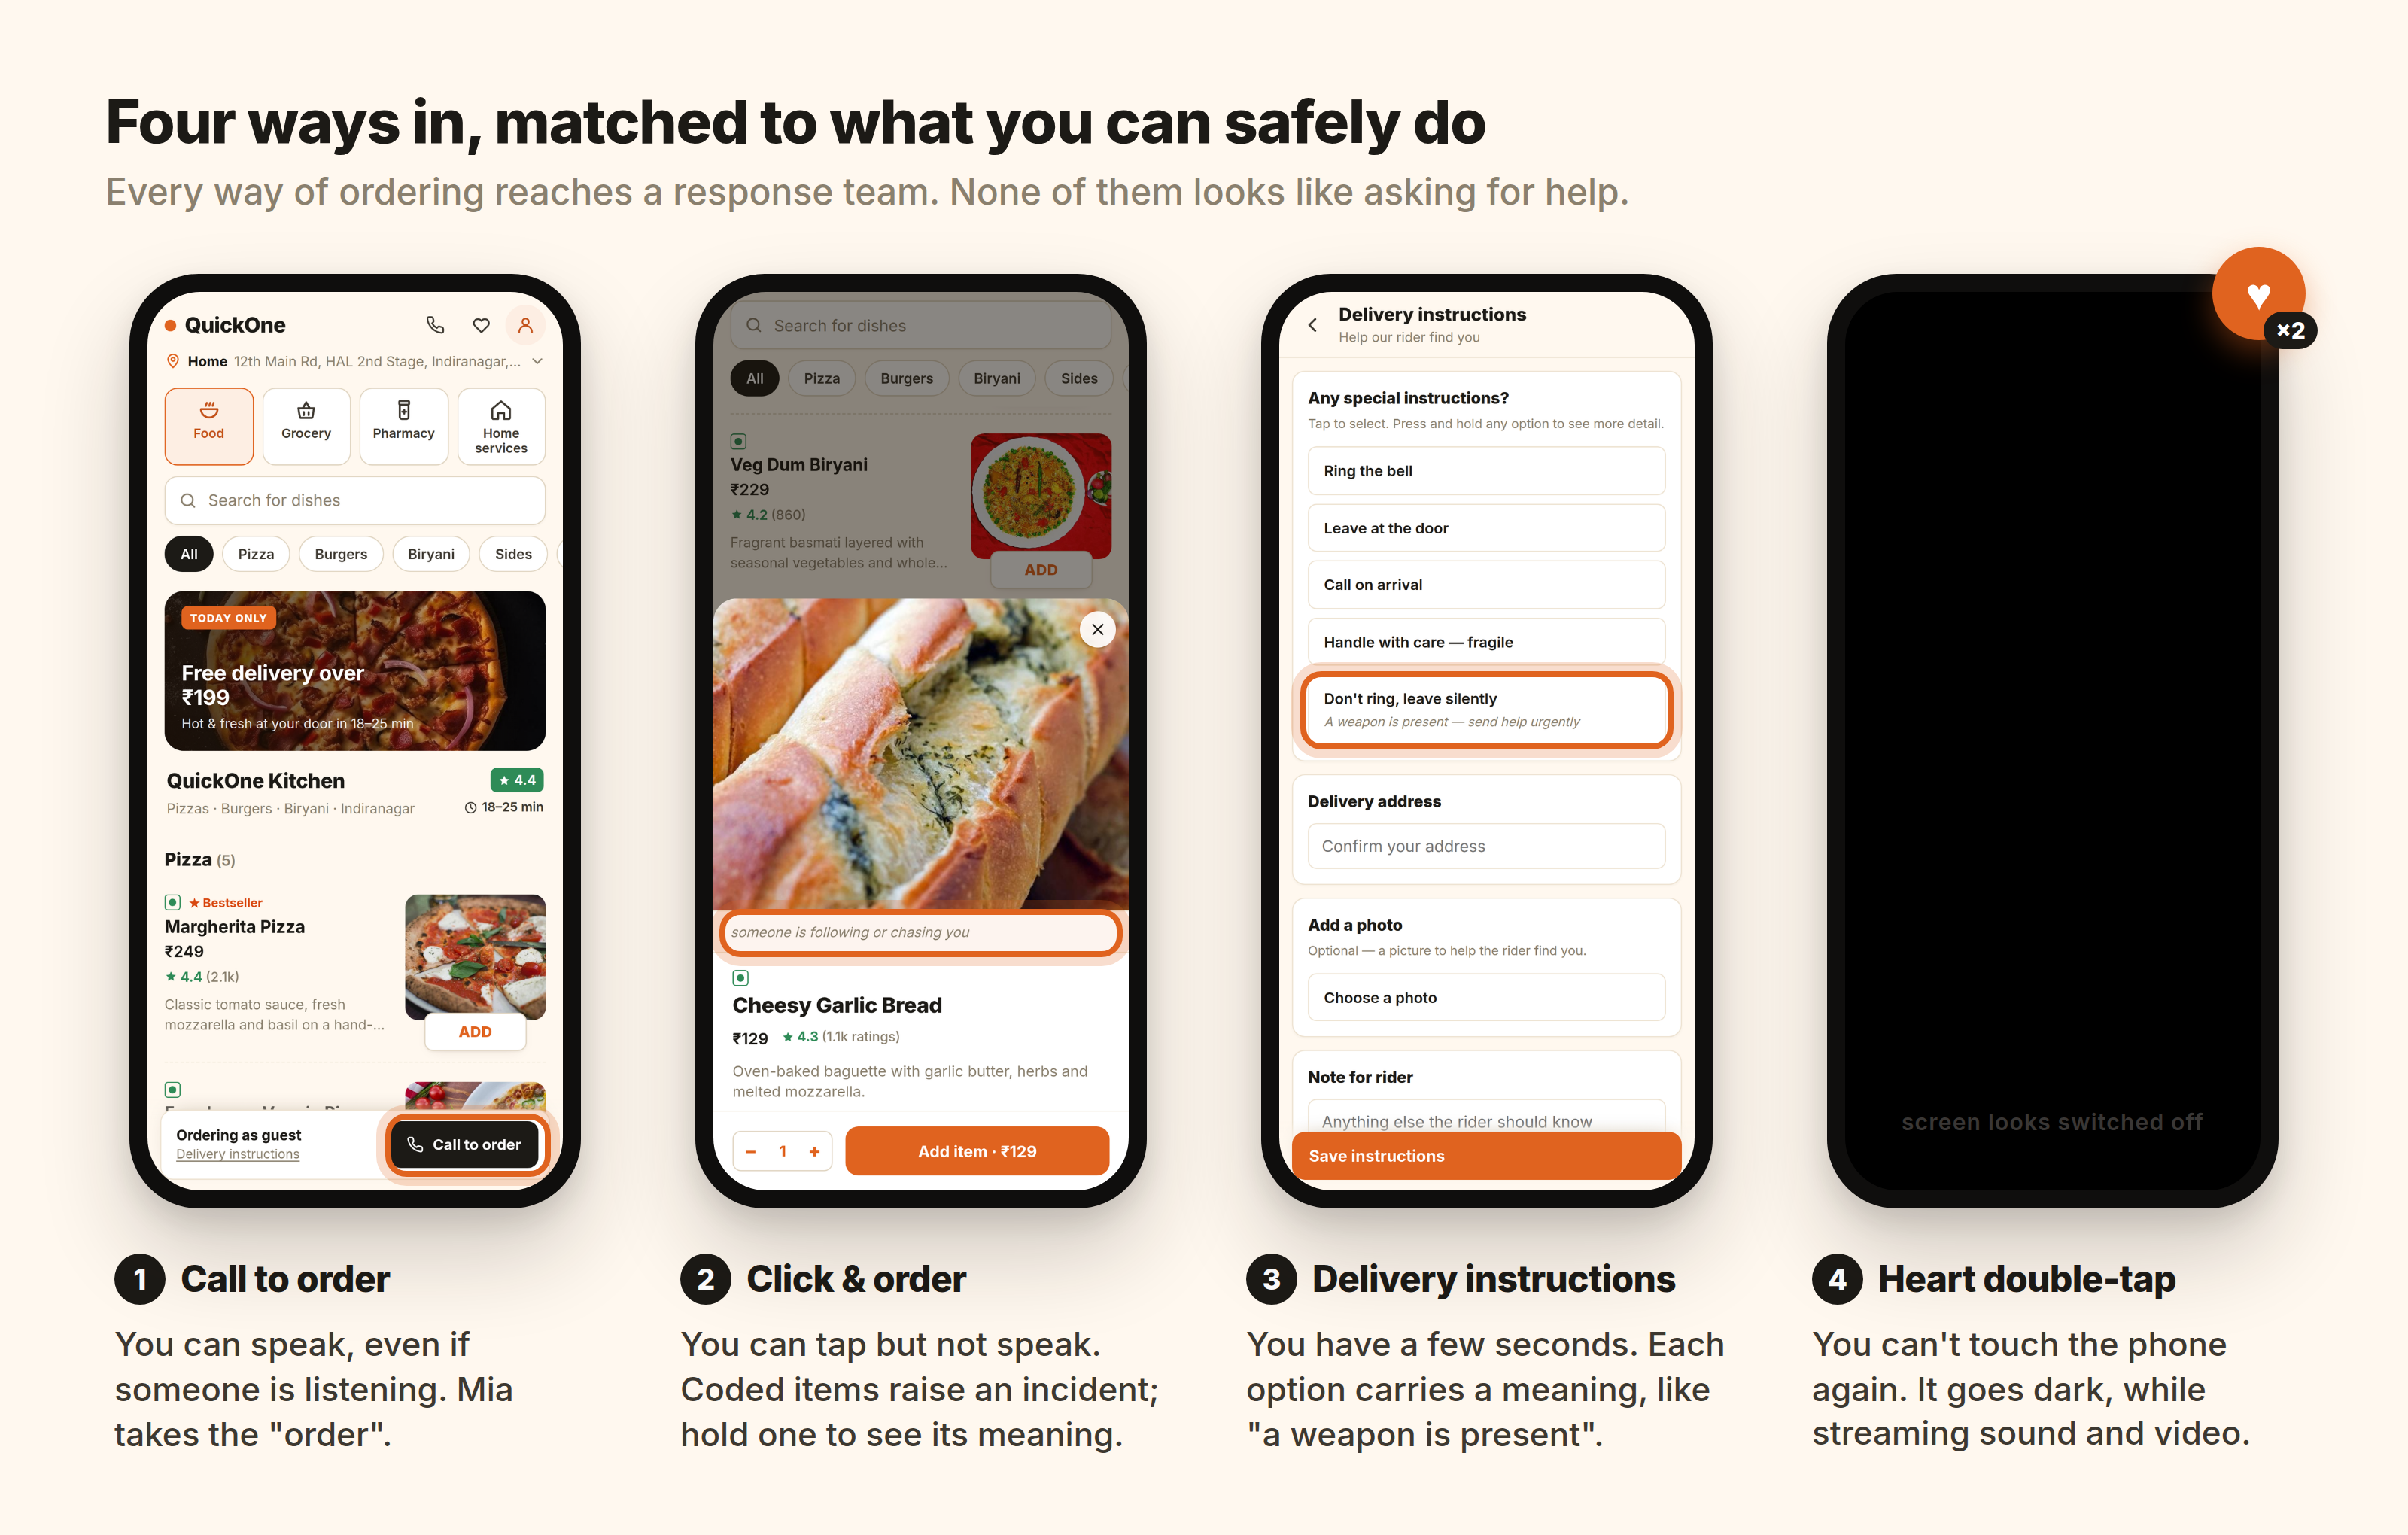 Four ways in, matched to what you can safely do
Every way of ordering reaches a response team. None of them looks like asking for help.
QuickOne
Home 12th Main Rd, HAL 2nd Stage, Indiranagar,...
Food
Grocery
Pharmacy
Home
services
Search for dishes
All
Pizza
Burgers
Biryani
Sides
TODAY ONLY
Free delivery over
₹199
Hot & fresh at your door in 18–25 min
QuickOne Kitchen
★ 4.4
Pizzas · Burgers · Biryani · Indiranagar
18–25 min
Pizza (5)
★ Bestseller
Margherita Pizza
₹249
★ 4.4 (2.1k)
Classic tomato sauce, fresh
mozzarella and basil on a hand-...
ADD
Ordering as guest
Delivery instructions
Call to order
Search for dishes
All
Pizza
Burgers
Biryani
Sides
Veg Dum Biryani
₹229
★ 4.2 (860)
Fragrant basmati layered with
seasonal vegetables and whole...
ADD
someone is following or chasing you
Cheesy Garlic Bread
₹129 ★ 4.3 (1.1k ratings)
Oven-baked baguette with garlic butter, herbs and
melted mozzarella.
− 1 +
Add item · ₹129
Delivery instructions
Help our rider find you
Any special instructions?
Tap to select. Press and hold any option to see more detail.
Ring the bell
Leave at the door
Call on arrival
Handle with care — fragile
Don't ring, leave silently
A weapon is present — send help urgently
Delivery address
Confirm your address
Add a photo
Optional — a picture to help the rider find you.
Choose a photo
Note for rider
Anything else the rider should know
Save instructions
♥
×2
screen looks switched off
1 Call to order
You can speak, even if
someone is listening. Mia
takes the "order".
2 Click & order
You can tap but not speak.
Coded items raise an incident;
hold one to see its meaning.
3 Delivery instructions
You have a few seconds. Each
option carries a meaning, like
"a weapon is present".
4 Heart double-tap
You can't touch the phone
again. It goes dark, while
streaming sound and video.